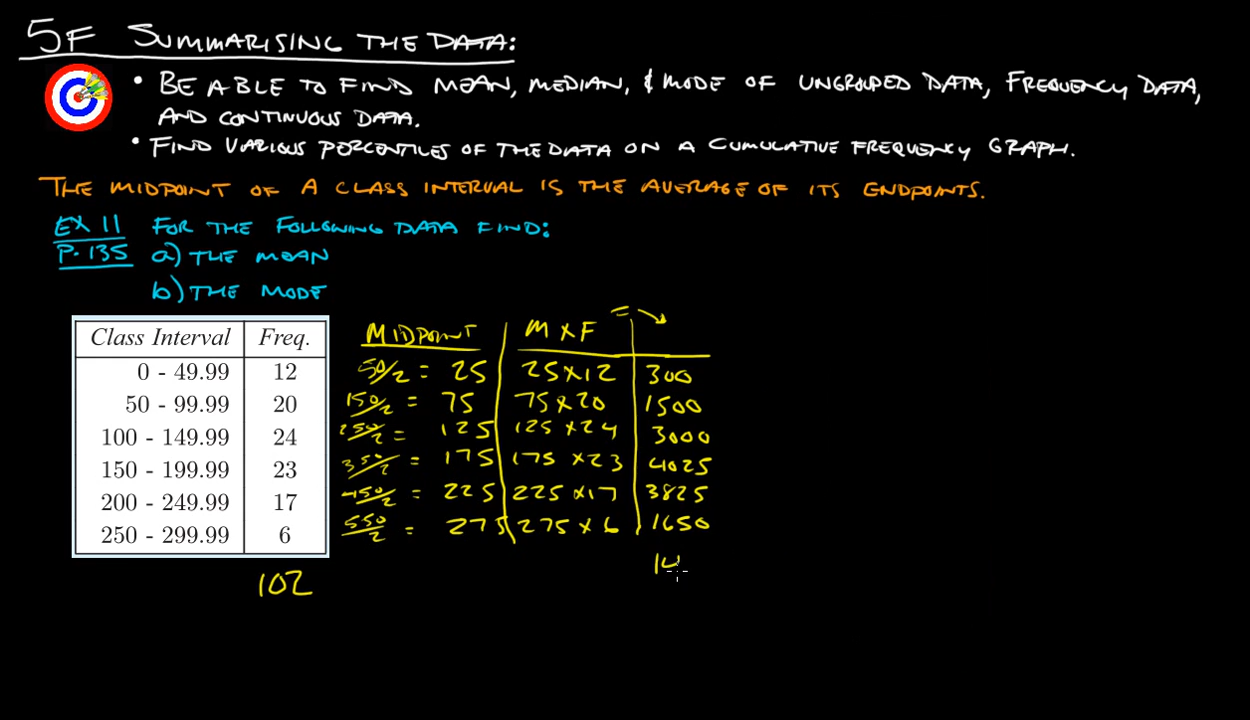 5F SUMMARISING THE DATA:
• BE ABLE TO FIND MEAN, MEDIAN, & MODE OF UNGROUPED DATA, FREQUENCY DATA,
AND CONTINUOUS DATA.
• FIND VARIOUS PERCENTILES OF THE DATA ON A CUMULATIVE FREQUENCY GRAPH.
THE MIDPOINT OF A CLASS INTERVAL IS THE AVERAGE OF ITS ENDPOINTS.
EX 11 FOR THE FOLLOWING DATA FIND:
P.135 a) THE MEAN
b) THE MODE
Class Interval Freq. MIDPOINT M x F =
0 - 49.99 12 50/2 = 25 25 x 12 300
50 - 99.99 20 150/2 = 75 75 x 20 1500
100 - 149.99 24 250/2 = 125 125 x 24 3000
150 - 199.99 23 350/2 = 175 175 x 23 4025
200 - 249.99 17 450/2 = 225 225 x 17 3825
250 - 299.99 6 550/2 = 275 275 x 6 1650
102 14